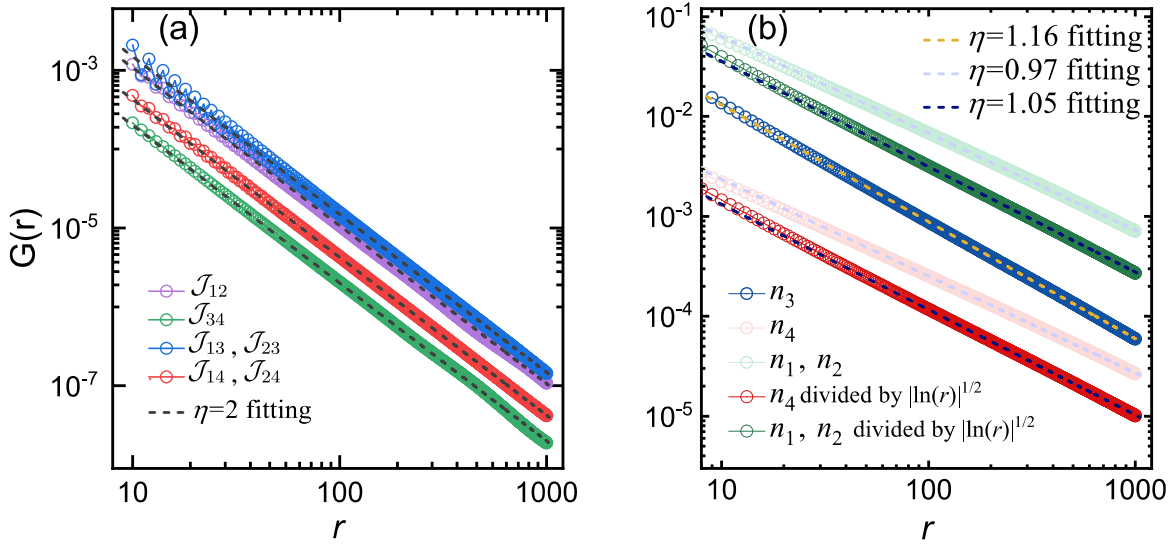 (a)
G(r)
10⁻³
10⁻⁵
10⁻⁷
𝒥₁₂
𝒥₃₄
𝒥₁₃ , 𝒥₂₃
𝒥₁₄ , 𝒥₂₄
η=2 fitting
10
100
1000
r
(b)
10⁻¹
10⁻²
10⁻³
10⁻⁴
10⁻⁵
η=1.16 fitting
η=0.97 fitting
η=1.05 fitting
n₃
n₄
n₁, n₂
n₄ divided by |ln(r)|^{1/2}
n₁, n₂ divided by |ln(r)|^{1/2}
10
100
1000
r